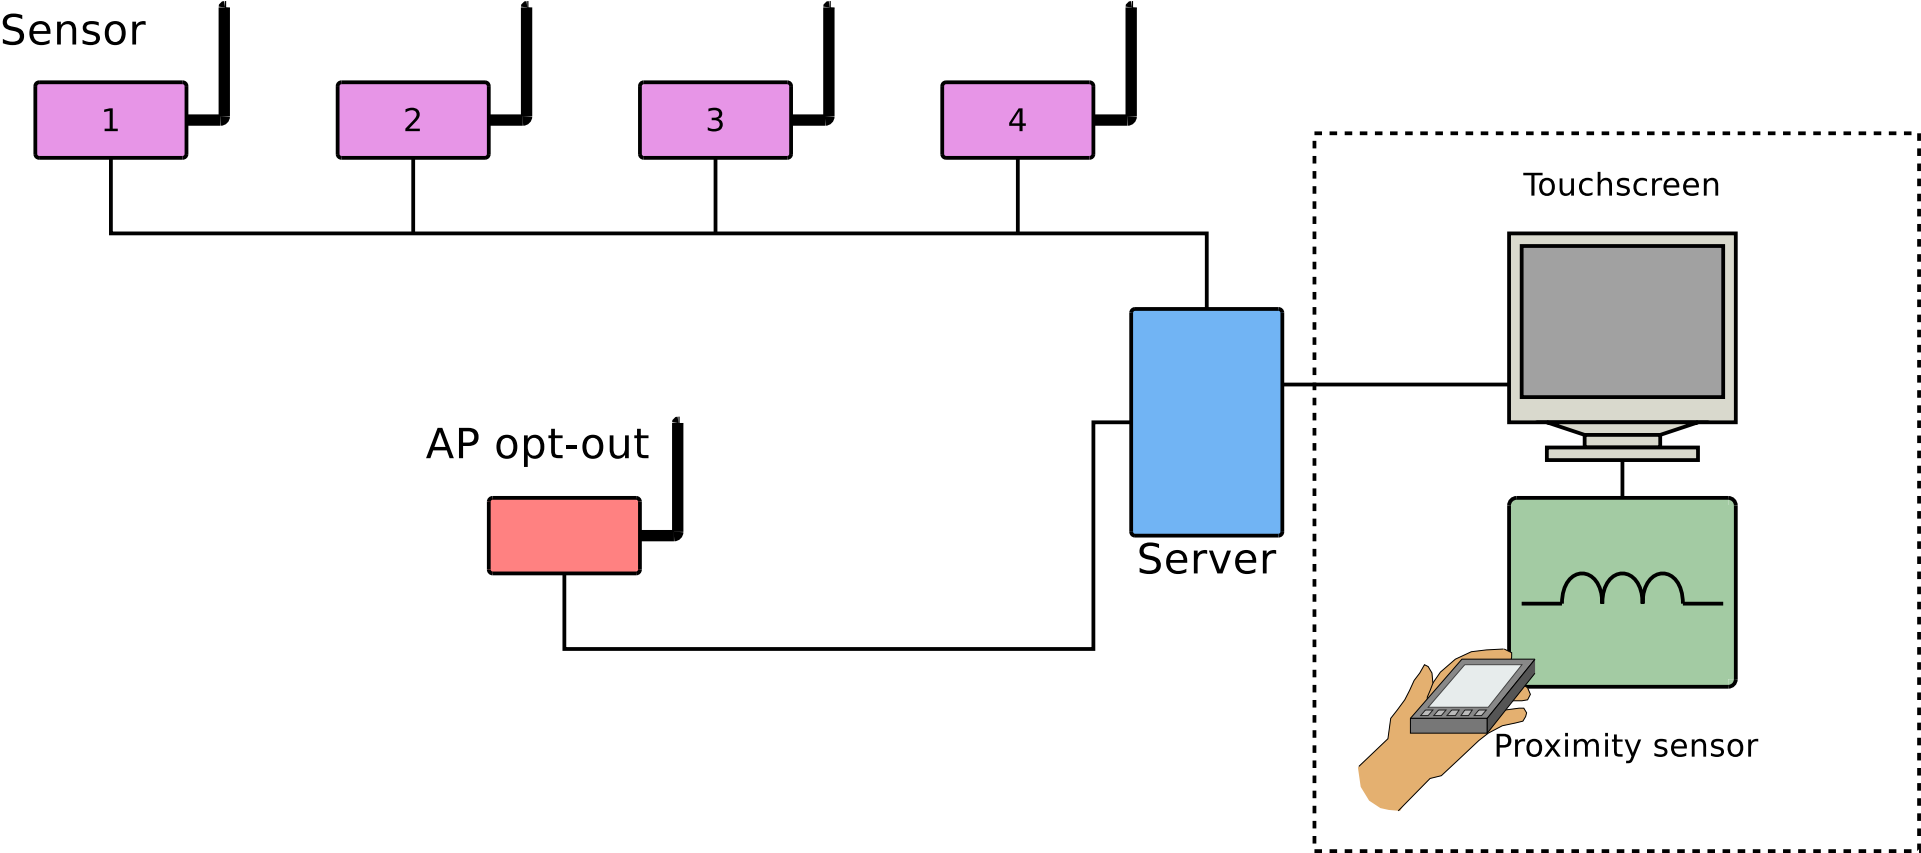 Sensor
1
2
3
4
Touchscreen
AP opt-out
Server
Proximity sensor